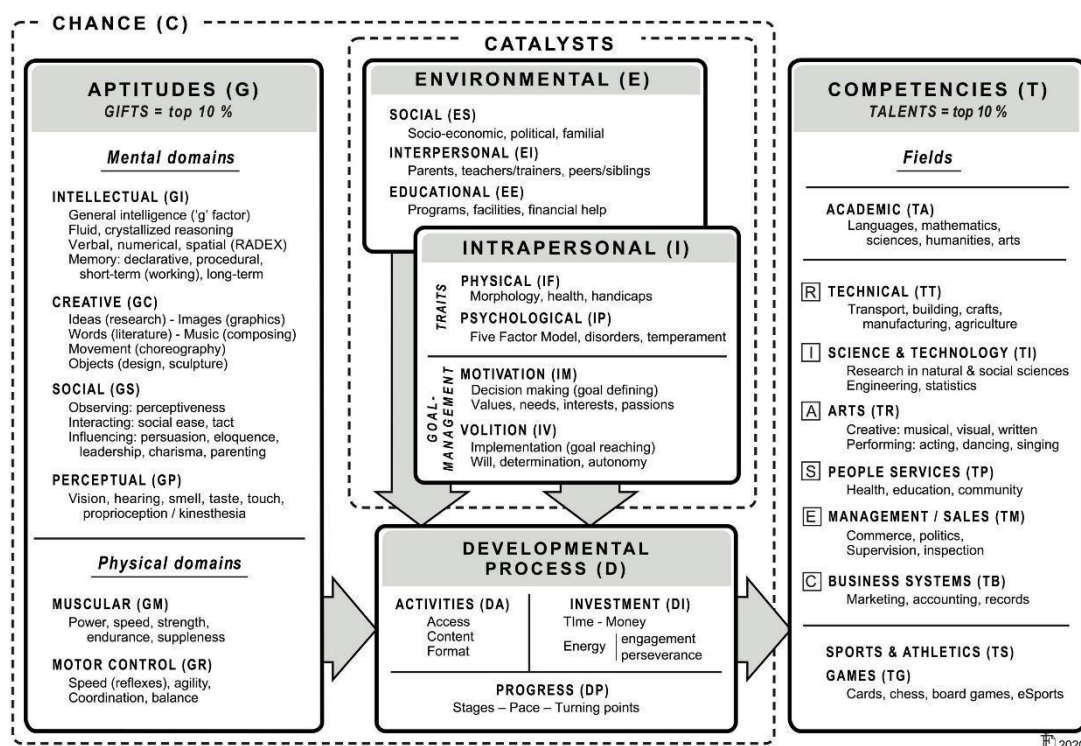 CHANCE (C)
CATALYSTS
APTITUDES (G)
GIFTS = top 10 %
Mental domains
INTELLECTUAL (GI)
General intelligence (‘g’ factor)
Fluid, crystallized reasoning
Verbal, numerical, spatial (RADEX)
Memory: declarative, procedural,
short-term (working), long-term
CREATIVE (GC)
Ideas (research) - Images (graphics)
Words (literature) - Music (composing)
Movement (choreography)
Objects (design, sculpture)
SOCIAL (GS)
Observing: perceptiveness
Interacting: social ease, tact
Influencing: persuasion, eloquence,
leadership, charisma, parenting
PERCEPTUAL (GP)
Vision, hearing, smell, taste, touch,
proprioception / kinesthesia
Physical domains
MUSCULAR (GM)
Power, speed, strength,
endurance, suppleness
MOTOR CONTROL (GR)
Speed (reflexes), agility,
Coordination, balance
ENVIRONMENTAL (E)
SOCIAL (ES)
Socio-economic, political, familial
INTERPERSONAL (EI)
Parents, teachers/trainers, peers/siblings
EDUCATIONAL (EE)
Programs, facilities, financial help
INTRAPERSONAL (I)
TRAITS
PHYSICAL (IF)
Morphology, health, handicaps
PSYCHOLOGICAL (IP)
Five Factor Model, disorders, temperament
GOAL-
MANAGEMENT
MOTIVATION (IM)
Decision making (goal defining)
Values, needs, interests, passions
VOLITION (IV)
Implementation (goal reaching)
Will, determination, autonomy
DEVELOPMENTAL
PROCESS (D)
ACTIVITIES (DA)
Access
Content
Format
INVESTMENT (DI)
TIme - Money
Energy engagement
perseverance
PROGRESS (DP)
Stages – Pace – Turning points
COMPETENCIES (T)
TALENTS = top 10 %
Fields
ACADEMIC (TA)
Languages, mathematics,
sciences, humanities, arts
R TECHNICAL (TT)
Transport, building, crafts,
manufacturing, agriculture
I SCIENCE & TECHNOLOGY (TI)
Research in natural & social sciences
Engineering, statistics
A ARTS (TR)
Creative: musical, visual, written
Performing: acting, dancing, singing
S PEOPLE SERVICES (TP)
Health, education, community
E MANAGEMENT / SALES (TM)
Commerce, politics,
Supervision, inspection
C BUSINESS SYSTEMS (TB)
Marketing, accounting, records
SPORTS & ATHLETICS (TS)
GAMES (TG)
Cards, chess, board games, eSports
2020